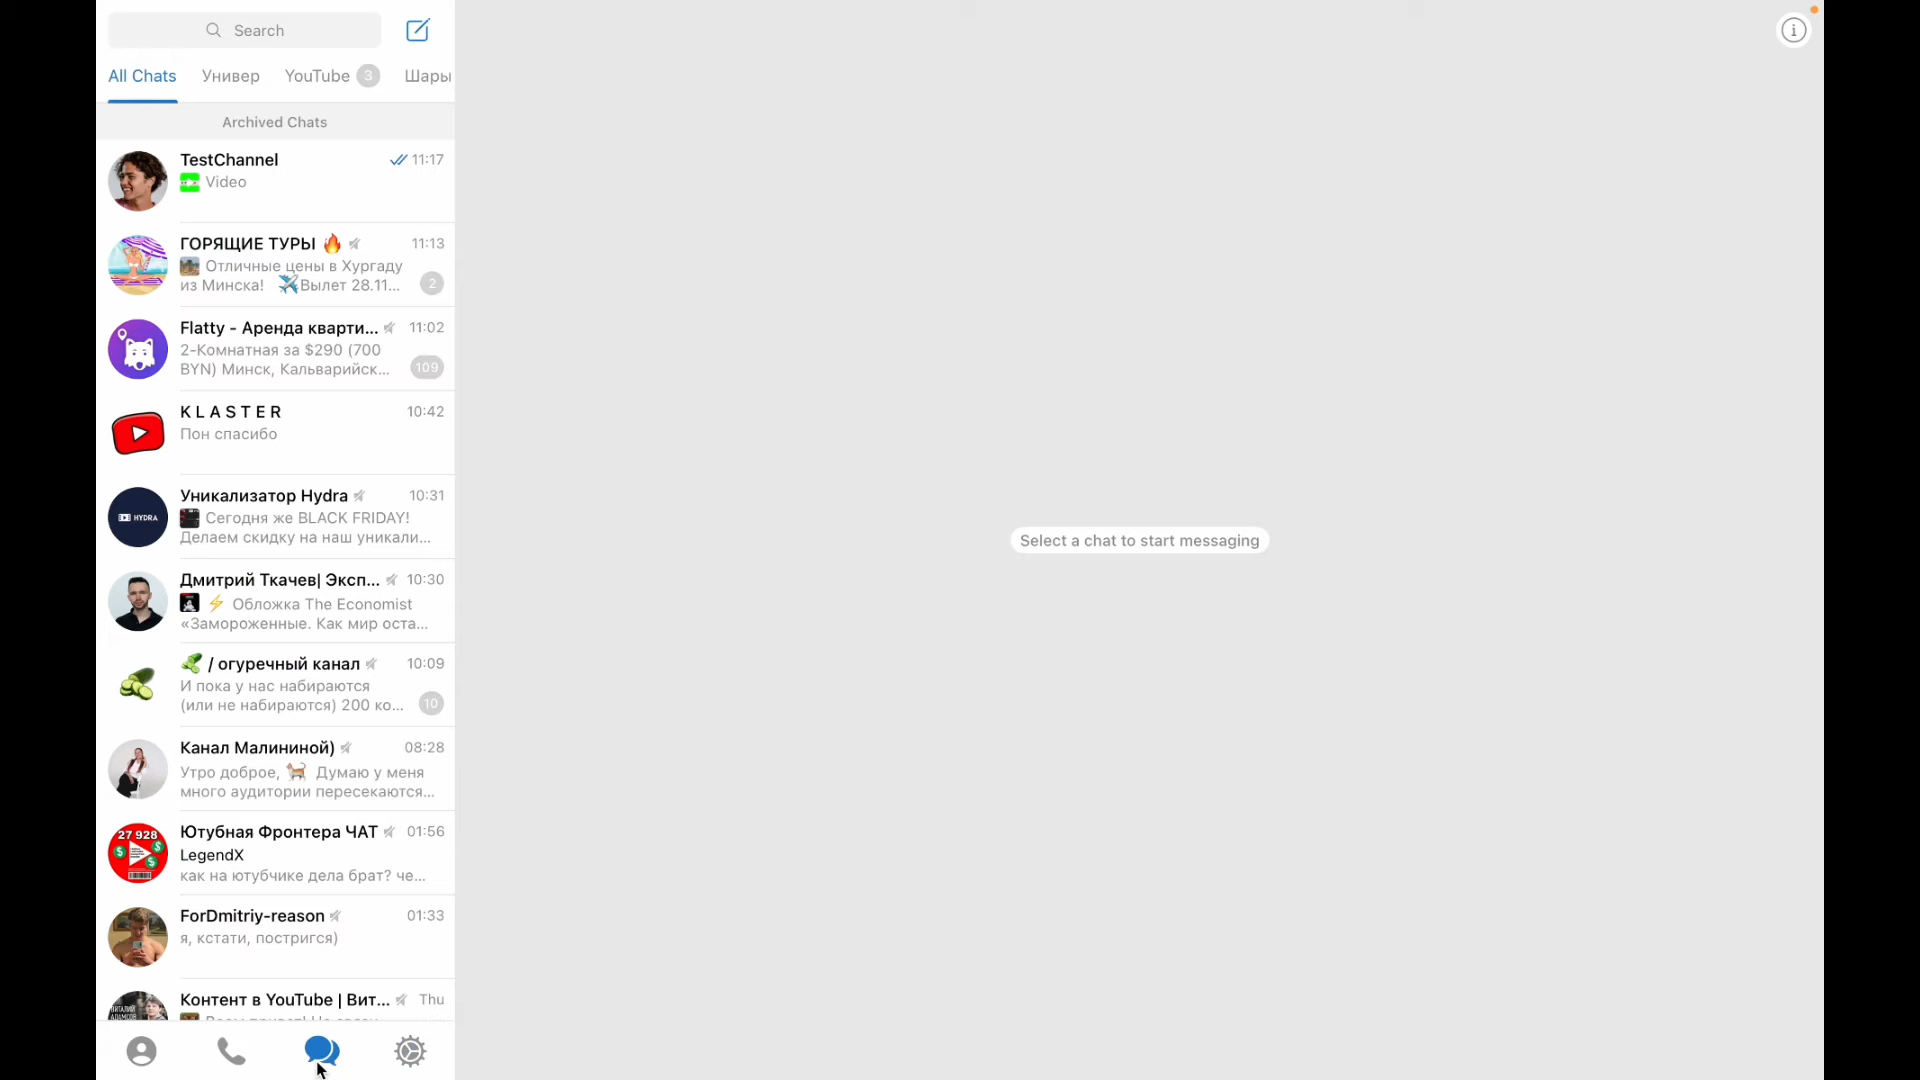 Search
All Chats Универ YouTube 3 Шары
Archived Chats
TestChannel 11:17
Video
ГОРЯЩИЕ ТУРЫ 🔥 11:13
Отличные цены в Хургаду
из Минска! ✈️Вылет 28.11... 2
Flatty - Аренда кварти... 11:02
2-Комнатная за $290 (700
BYN) Минск, Кальварийск... 109
K L A S T E R 10:42
Пон спасибо
HYDRA
Уникализатор Hydra 10:31
Сегодня же BLACK FRIDAY!
Делаем скидку на наш уникали...
Дмитрий Ткачев| Эксп... 10:30
⚡ Обложка The Economist
«Замороженные. Как мир оста...
🥒 / огуречный канал 10:09
И пока у нас набираются
(или не набираются) 200 ко... 10
Канал Малининой) 08:28
Утро доброе, 🐈 Думаю у меня
много аудитории пересекаются...
27 928
Ютубная Фронтера ЧАТ 01:56
LegendX
как на ютубчике дела брат? че...
ForDmitriy-reason 01:33
я, кстати, постригся)
Контент в YouTube | Вит... Thu
Select a chat to start messaging